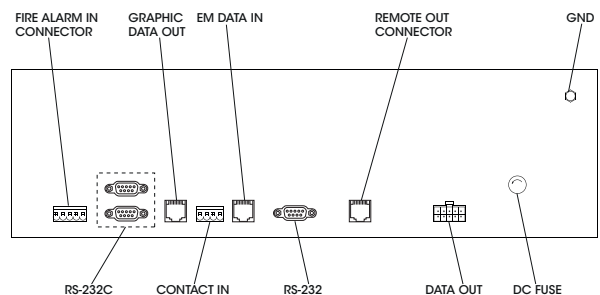 FIRE ALARM IN
CONNECTOR
GRAPHIC
DATA OUT
EM DATA IN
REMOTE OUT
CONNECTOR
GND
RS-232C
CONTACT IN
RS-232
DATA OUT
DC FUSE